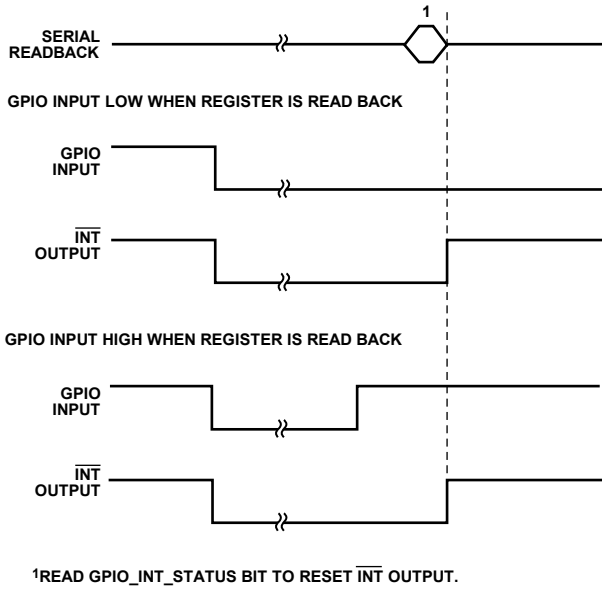 1
SERIAL
READBACK
GPIO INPUT LOW WHEN REGISTER IS READ BACK
GPIO
INPUT
INT
OUTPUT
GPIO INPUT HIGH WHEN REGISTER IS READ BACK
GPIO
INPUT
INT
OUTPUT
1READ GPIO_INT_STATUS BIT TO RESET INT OUTPUT.